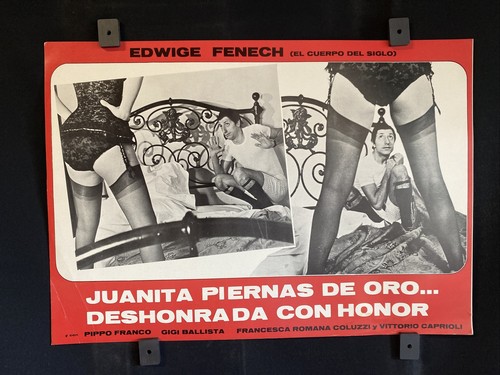 EDWIGE FENECH (EL CUERPO DEL SIGLO)
JUANITA PIERNAS DE ORO...
DESHONRADA CON HONOR
PIPPO FRANCO GIGI BALLISTA FRANCESCA ROMANA COLUZZI y VITTORIO CAPRIOLI